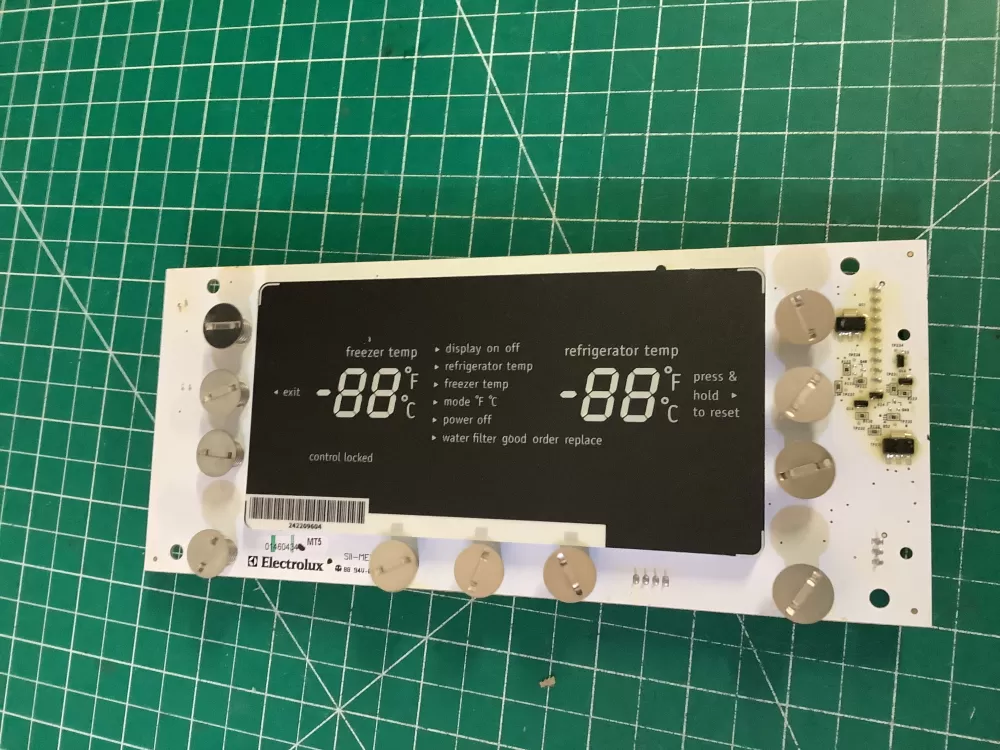 freezer temp
-88°F
°C
◂ exit
control locked
▸ display on off
▸ refrigerator temp
▸ freezer temp
▸ mode °F °C
▸ power off
▸ water filter good order replace
refrigerator temp
-88°F
°C
press &
hold ▸
to reset
242209604
MT5
Electrolux